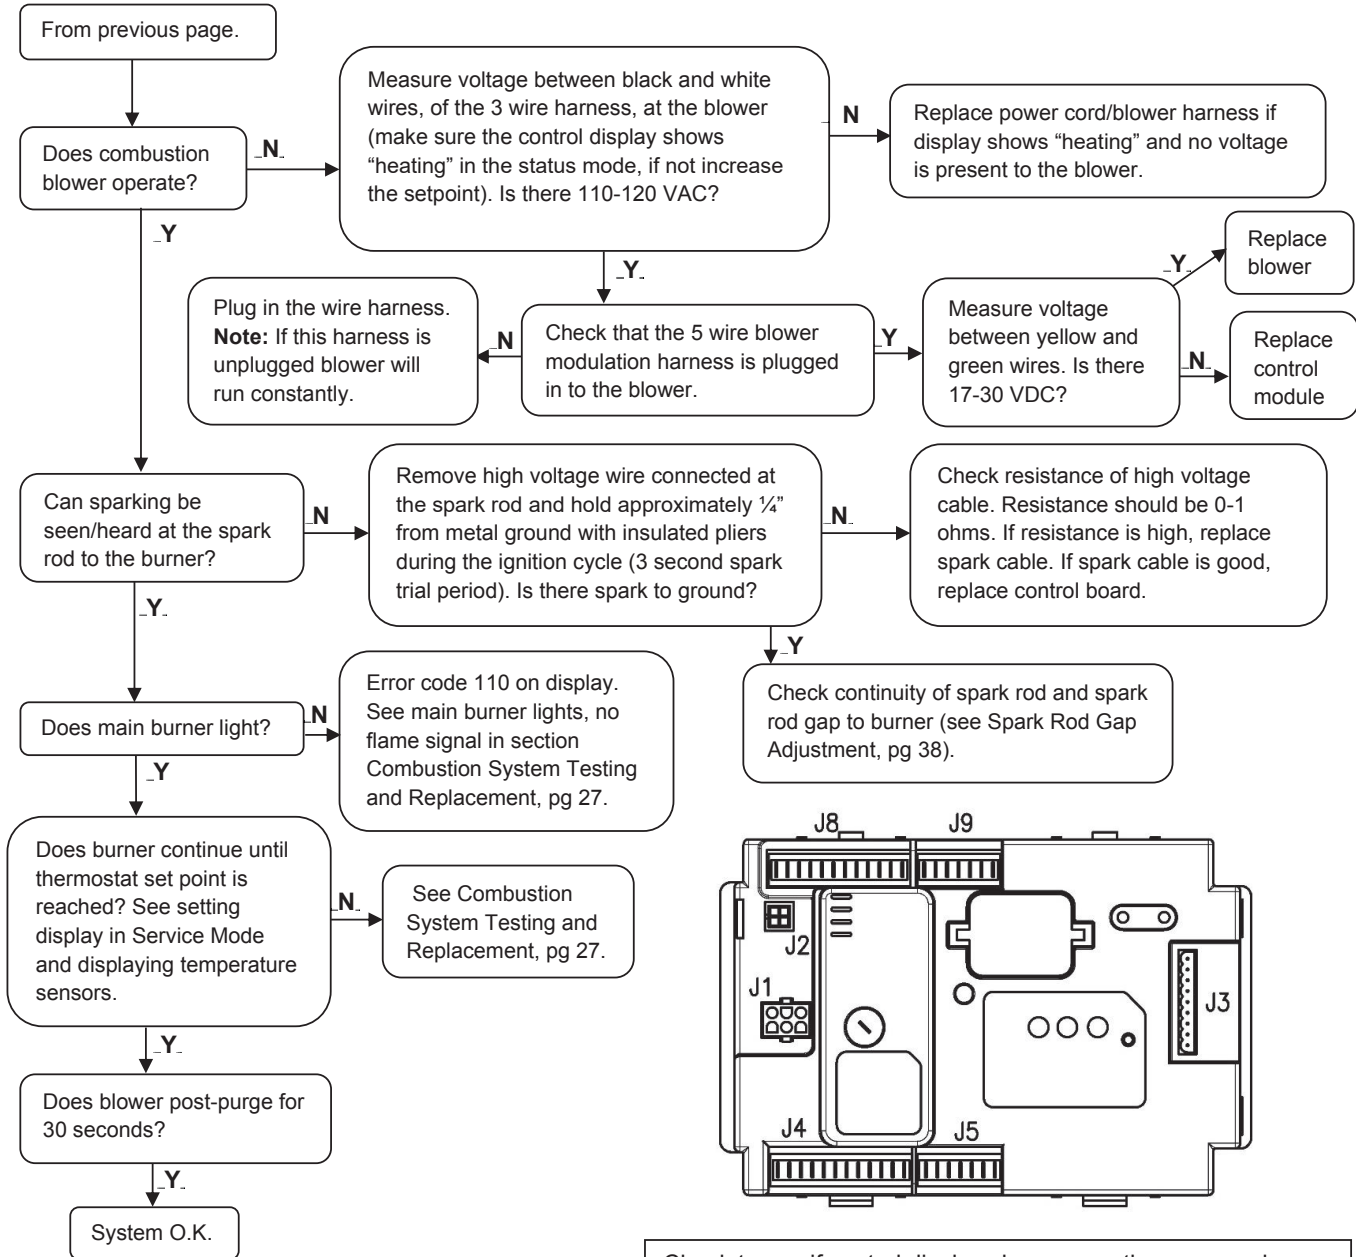 From previous page.
Does combustion
blower operate?
N
Measure voltage between black and white
wires, of the 3 wire harness, at the blower
(make sure the control display shows
“heating” in the status mode, if not increase
the setpoint). Is there 110-120 VAC?
N
Replace power cord/blower harness if
display shows “heating” and no voltage
is present to the blower.
Y
Y
Plug in the wire harness.
Note: If this harness is
unplugged blower will
run constantly.
N
Check that the 5 wire blower
modulation harness is plugged
in to the blower.
Y
Measure voltage
between yellow and
green wires. Is there
17-30 VDC?
Y
Replace
blower
N
Replace
control
module
Can sparking be
seen/heard at the spark
rod to the burner?
N
Remove high voltage wire connected at
the spark rod and hold approximately ¼”
from metal ground with insulated pliers
during the ignition cycle (3 second spark
trial period). Is there spark to ground?
N
Check resistance of high voltage
cable. Resistance should be 0-1
ohms. If resistance is high, replace
spark cable. If spark cable is good,
replace control board.
Y
Y
Check continuity of spark rod and spark
rod gap to burner (see Spark Rod Gap
Adjustment, pg 38).
Does main burner light?
N
Error code 110 on display.
See main burner lights, no
flame signal in section
Combustion System Testing
and Replacement, pg 27.
Y
Does burner continue until
thermostat set point is
reached? See setting
display in Service Mode
and displaying temperature
sensors.
N
See Combustion
System Testing and
Replacement, pg 27.
Y
Does blower post-purge for
30 seconds?
Y
System O.K.
J8
J9
J2
J1
J3
J4
J5